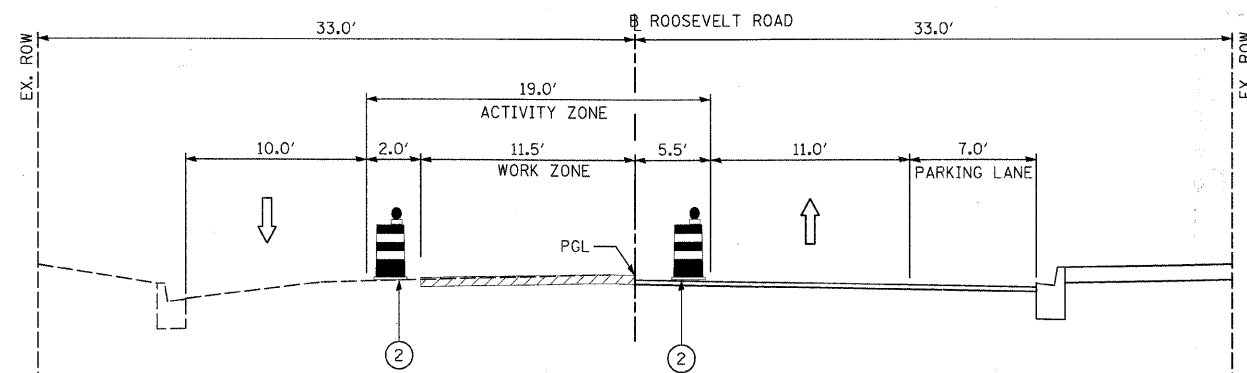 ℄ ROOSEVELT ROAD
33.0'
33.0'
EX. ROW
EX. ROW
19.0'
ACTIVITY ZONE
10.0'
2.0'
11.5'
5.5'
11.0'
7.0'
WORK ZONE
PARKING LANE
PGL
2
2